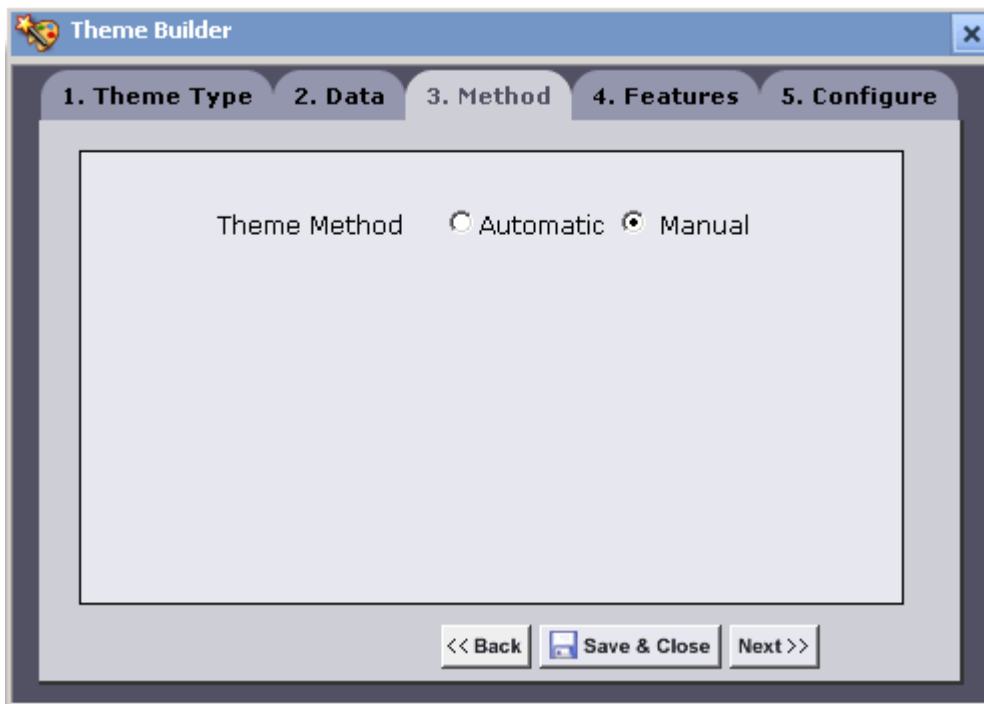 Theme Builder
1. Theme Type 2. Data 3. Method 4. Features 5. Configure
Theme Method Automatic Manual
<< Back Save & Close Next >>